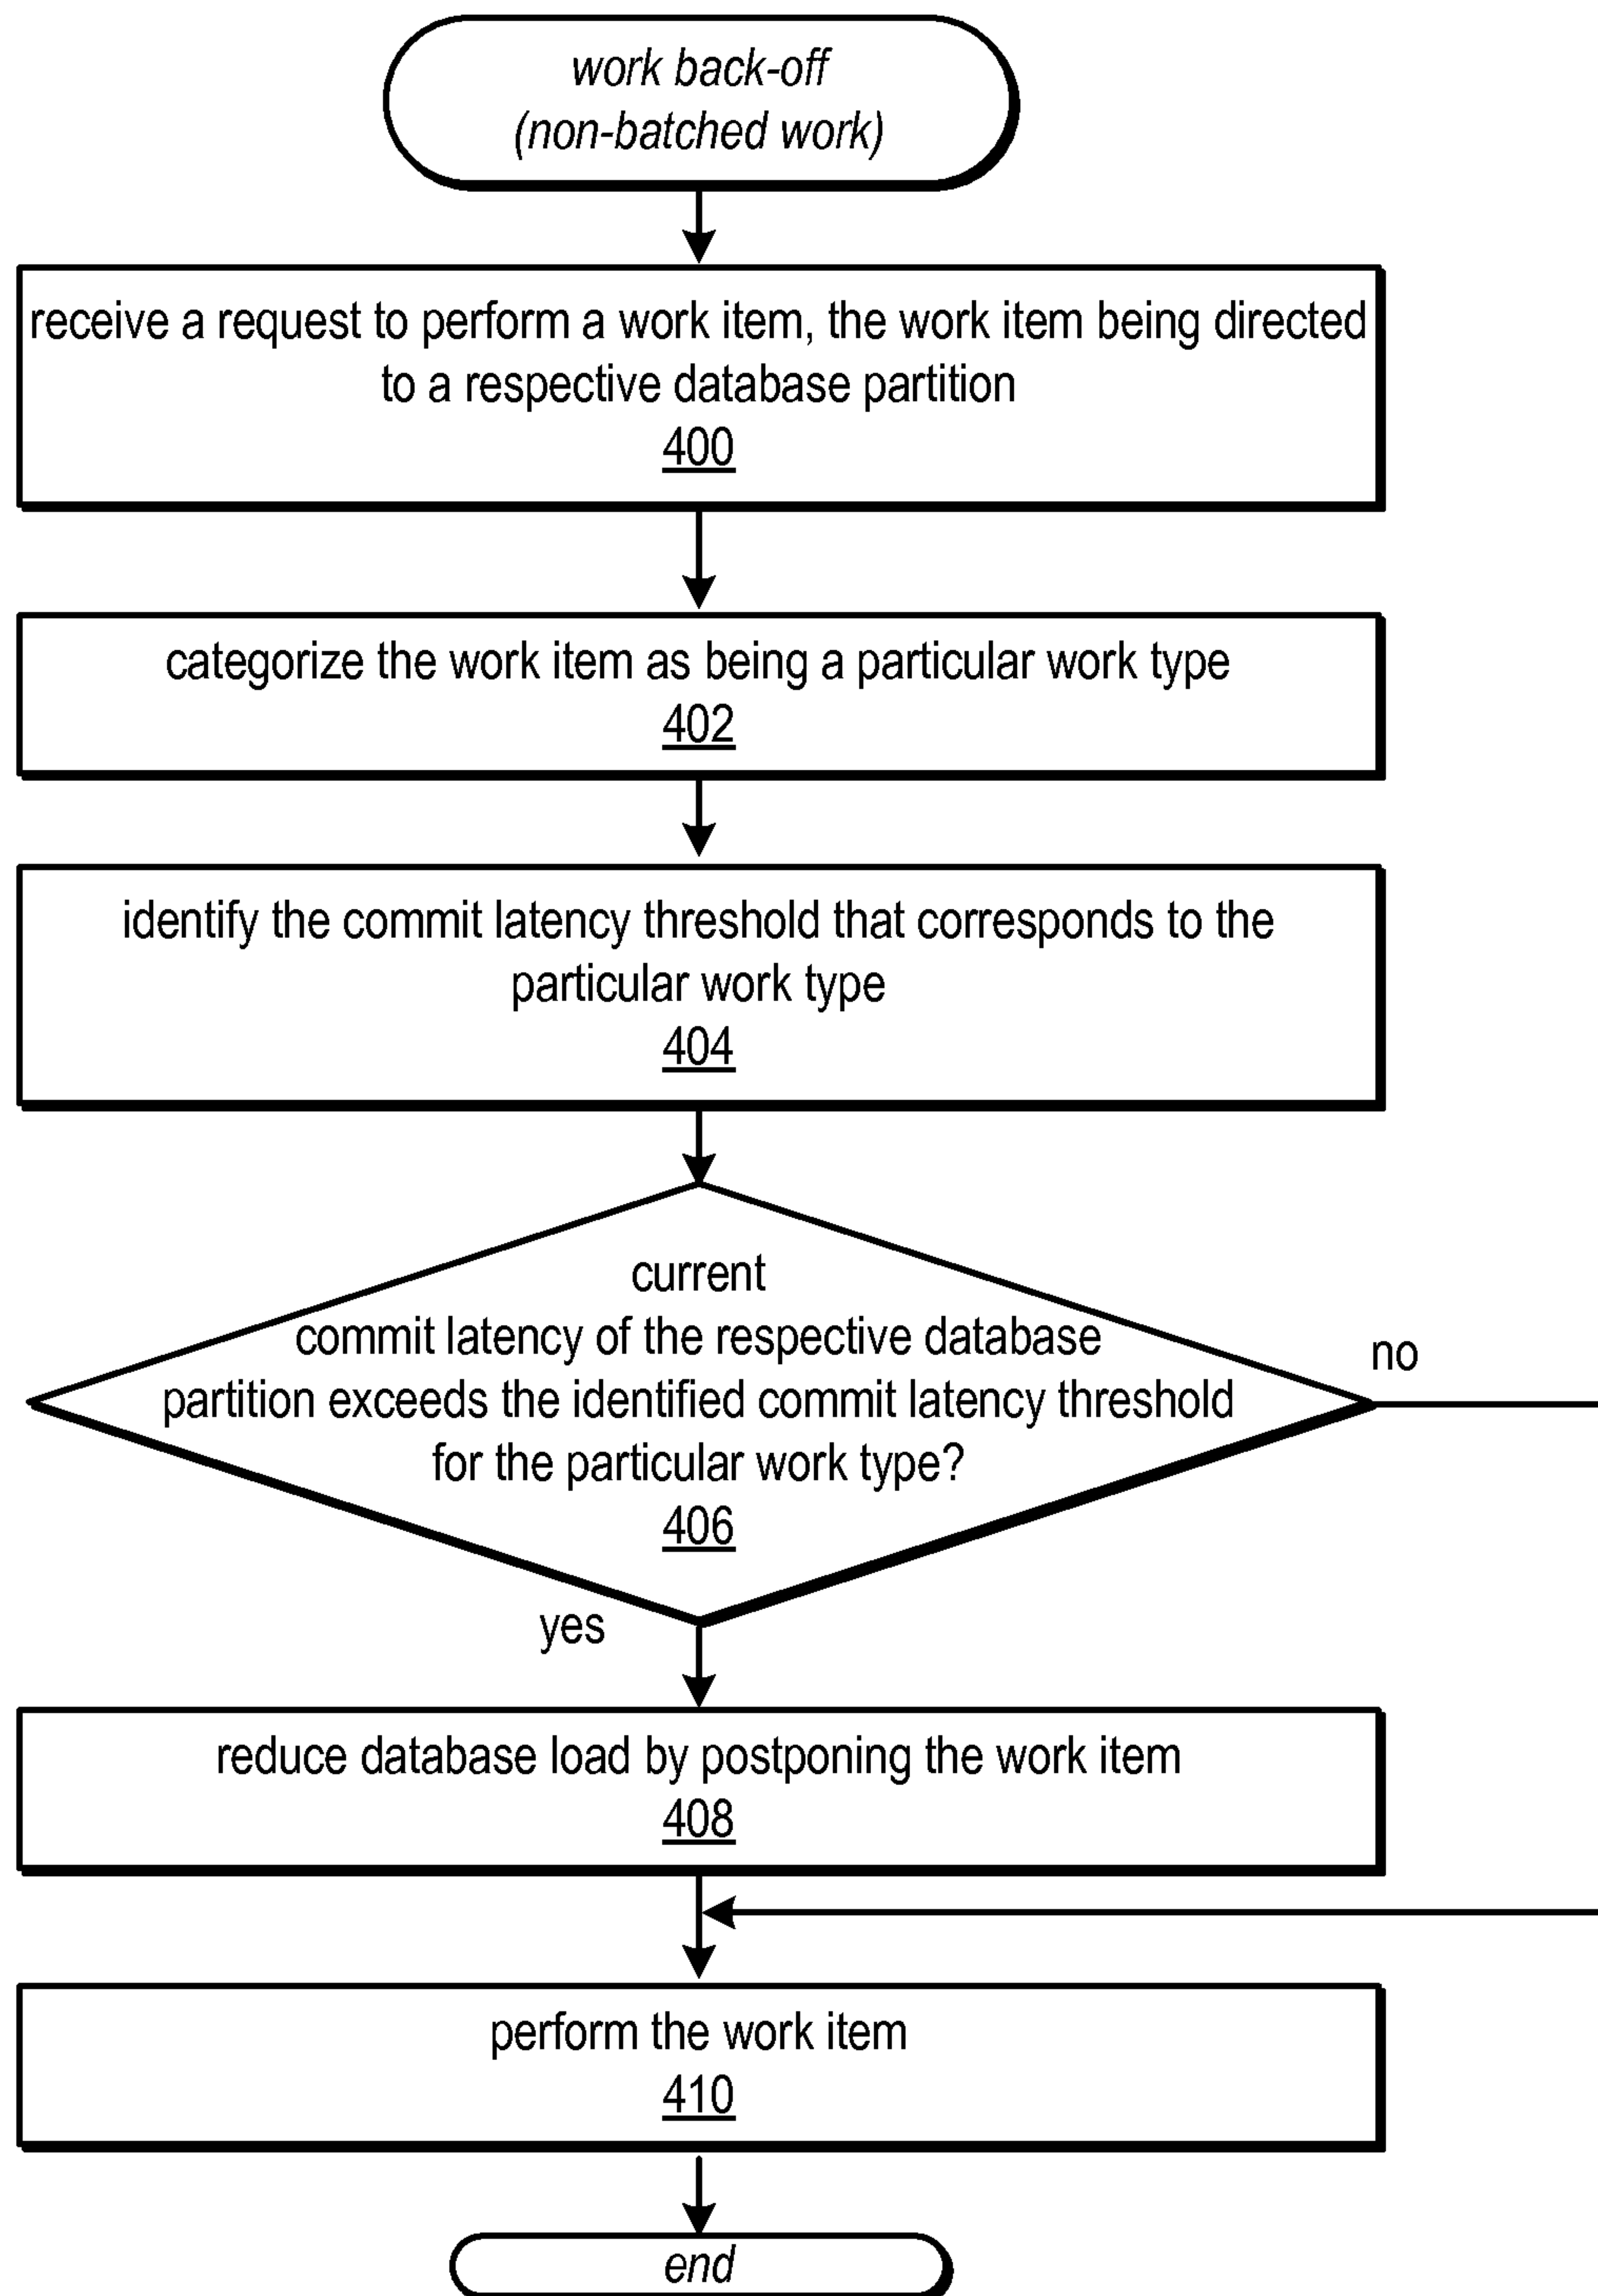 work back-off
(non-batched work)
receive a request to perform a work item, the work item being directed
to a respective database partition
400
categorize the work item as being a particular work type
402
identify the commit latency threshold that corresponds to the
particular work type
404
current
commit latency of the respective database
partition exceeds the identified commit latency threshold
for the particular work type?
406
no
yes
reduce database load by postponing the work item
408
perform the work item
410
end